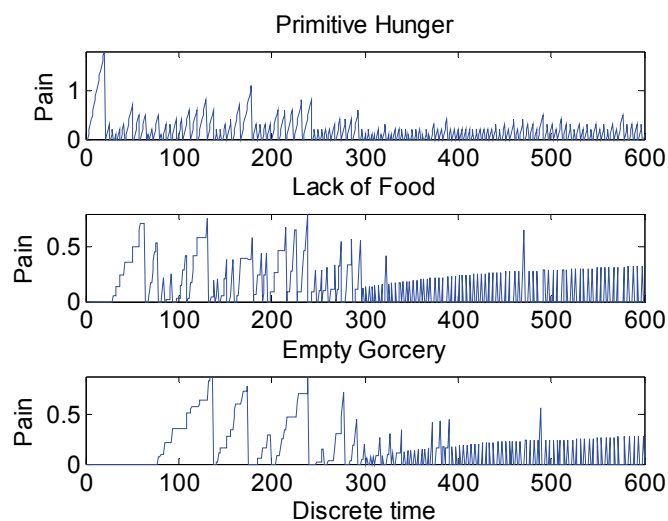 Primitive Hunger
Pain
1
0
0 100 200 300 400 500 600
Lack of Food
Pain
0.5
0
0 100 200 300 400 500 600
Empty Gorcery
Pain
0.5
0
0 100 200 300 400 500 600
Discrete time